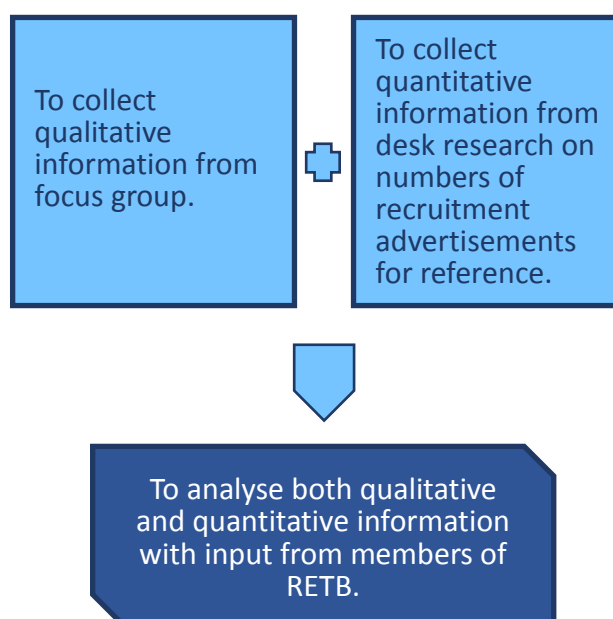 To collect
qualitative
information from
focus group.
To collect
quantitative
information from
desk research on
numbers of
recruitment
advertisements
for reference.
To analyse both qualitative
and quantitative information
with input from members of
RETB.